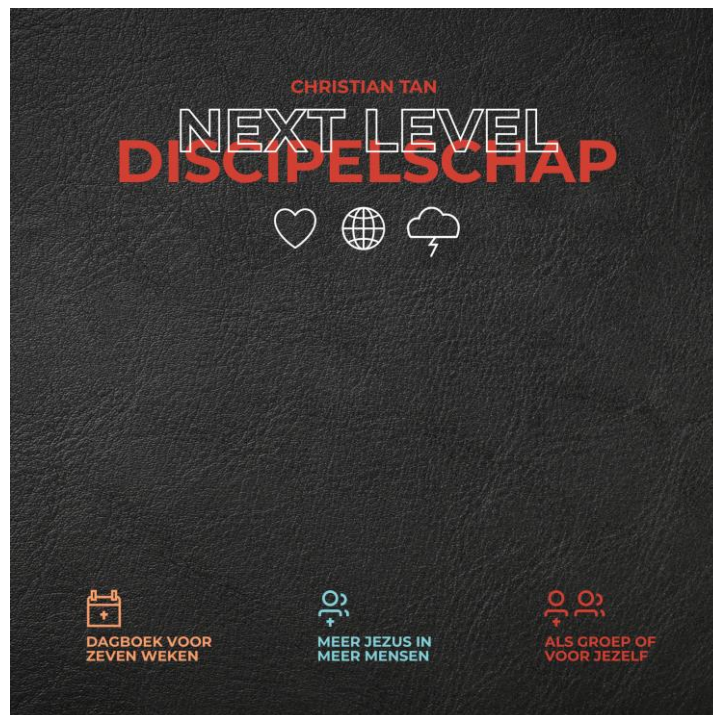 CHRISTIAN TAN
NEXT LEVEL
DISCIPELSCHAP
DAGBOEK VOOR
ZEVEN WEKEN
MEER JEZUS IN
MEER MENSEN
ALS GROEP OF
VOOR JEZELF